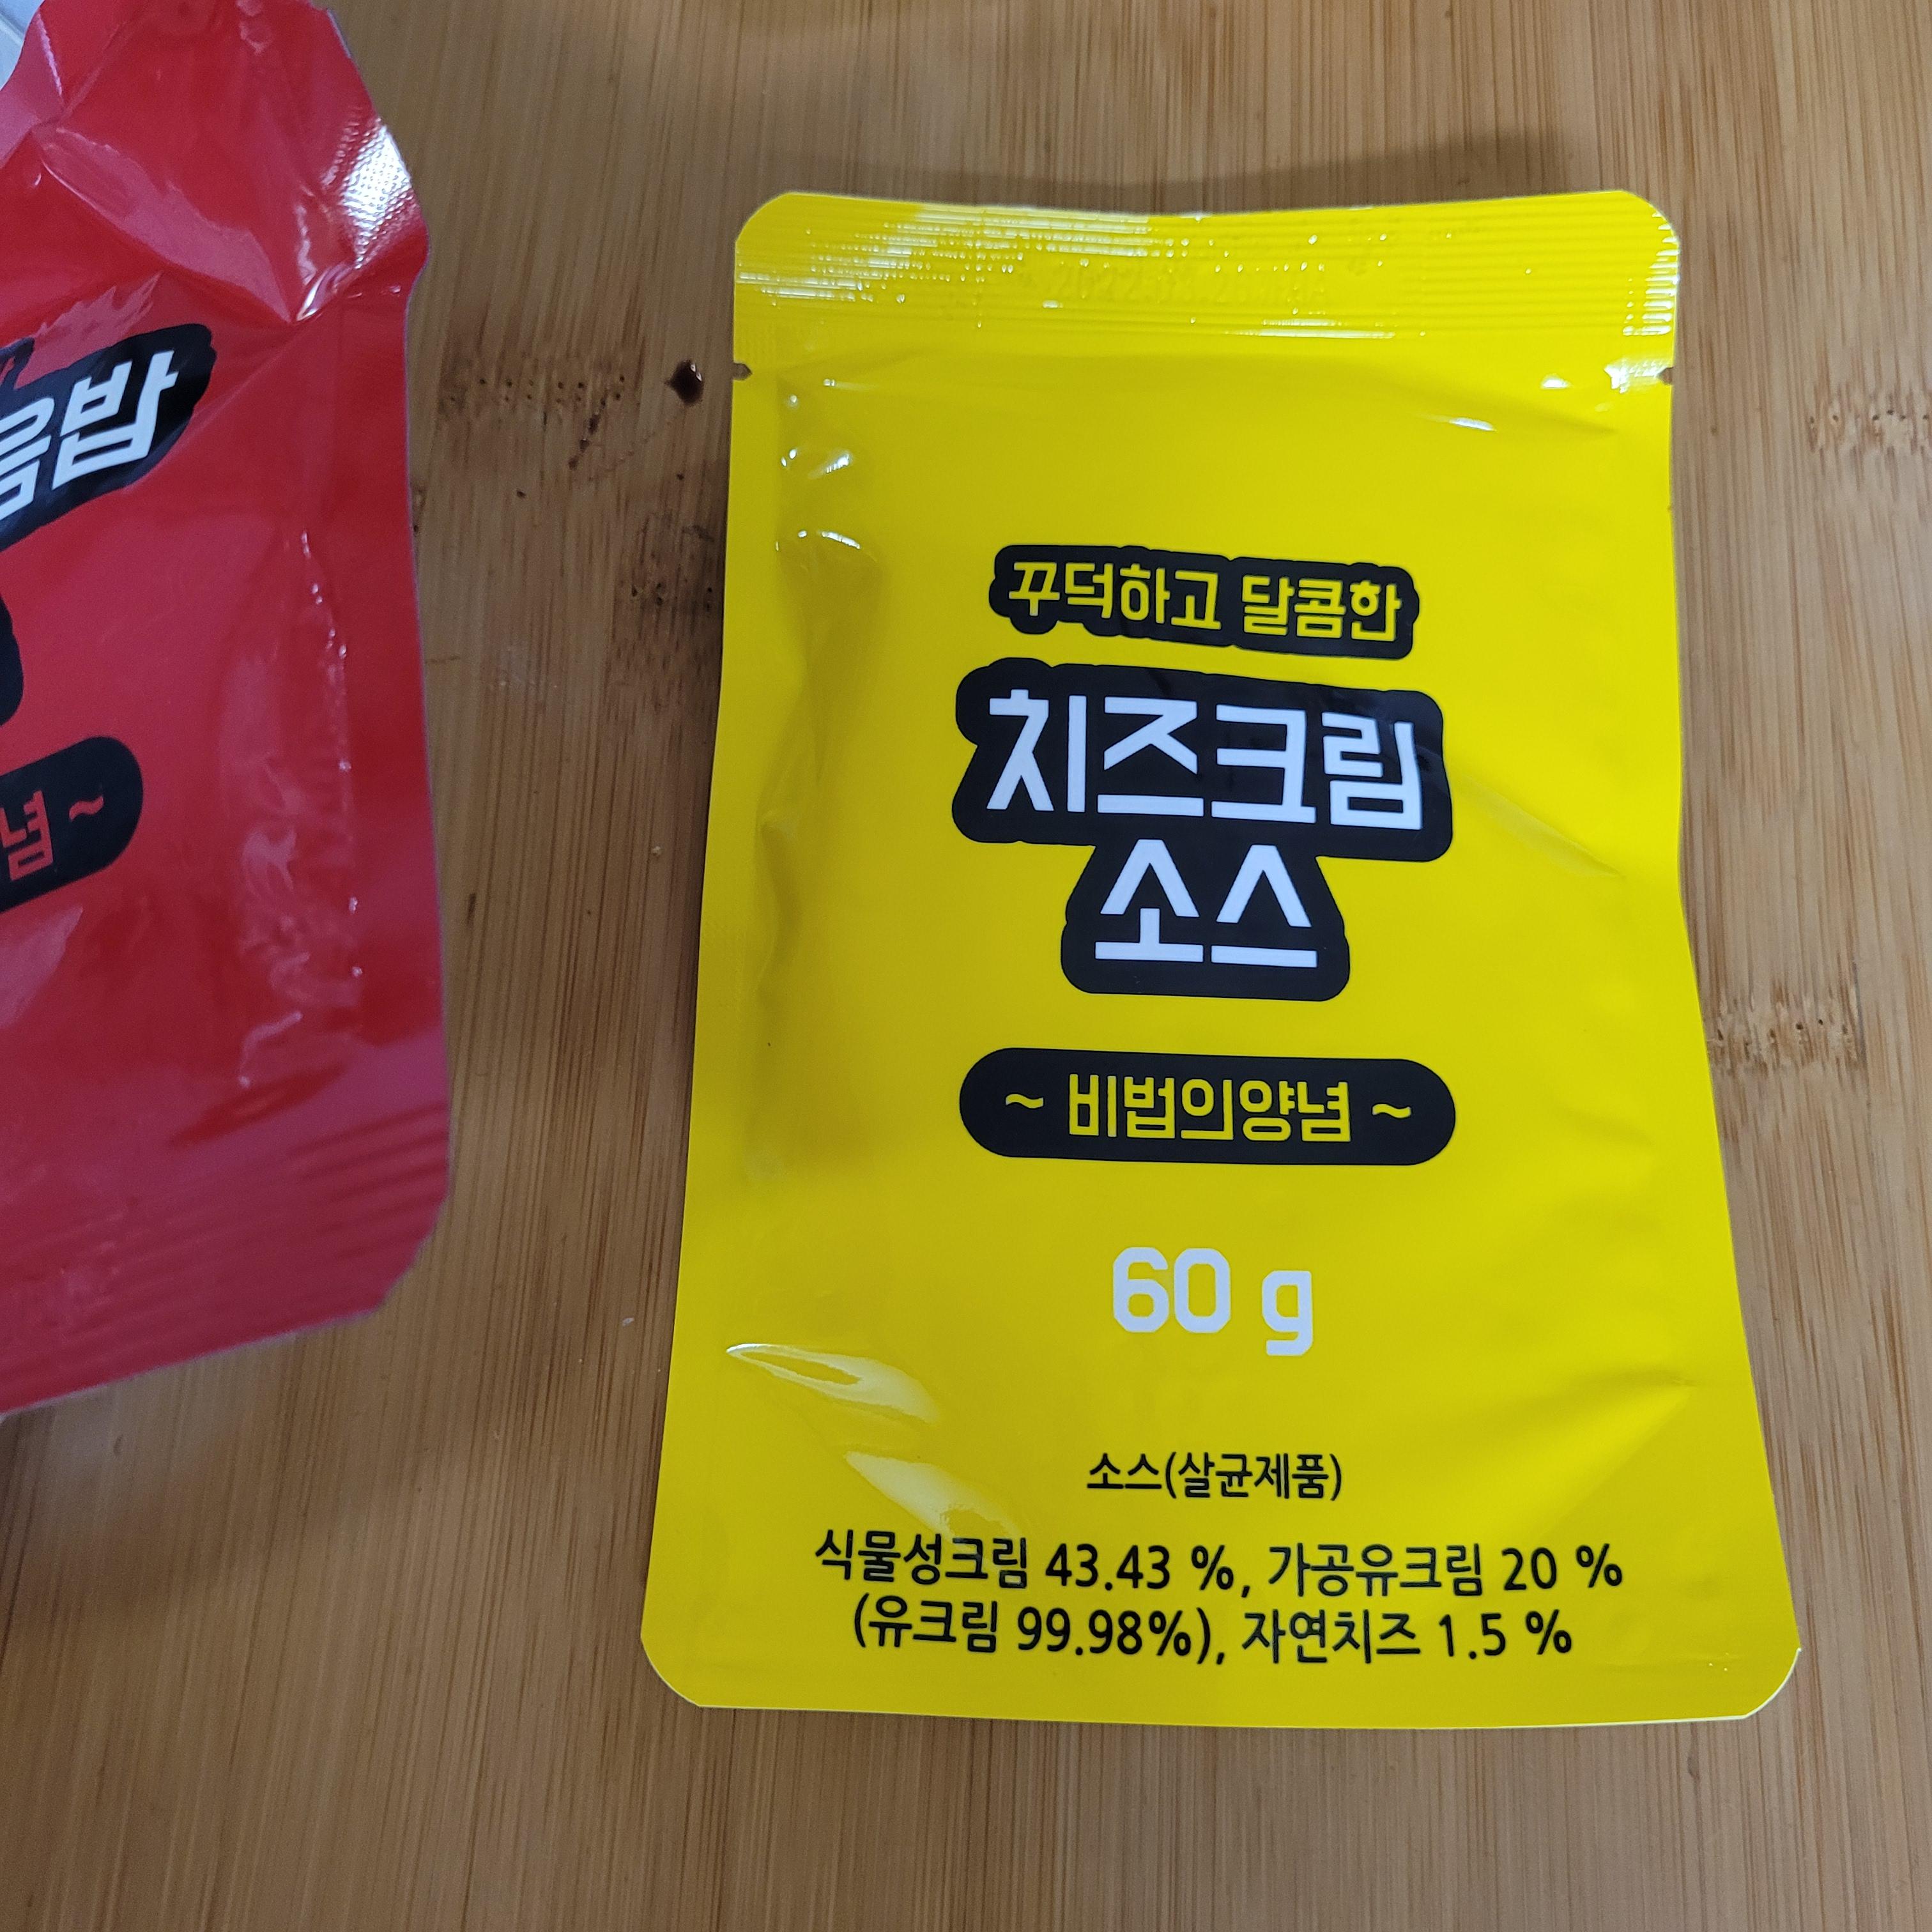 음밥
념 ~
꾸덕하고 달콤한
치즈크림
소스
~ 비법의양념 ~
60 g
소스(살균제품)
식물성크림 43.43 %, 가공유크림 20 %
(유크림 99.98%), 자연치즈 1.5 %